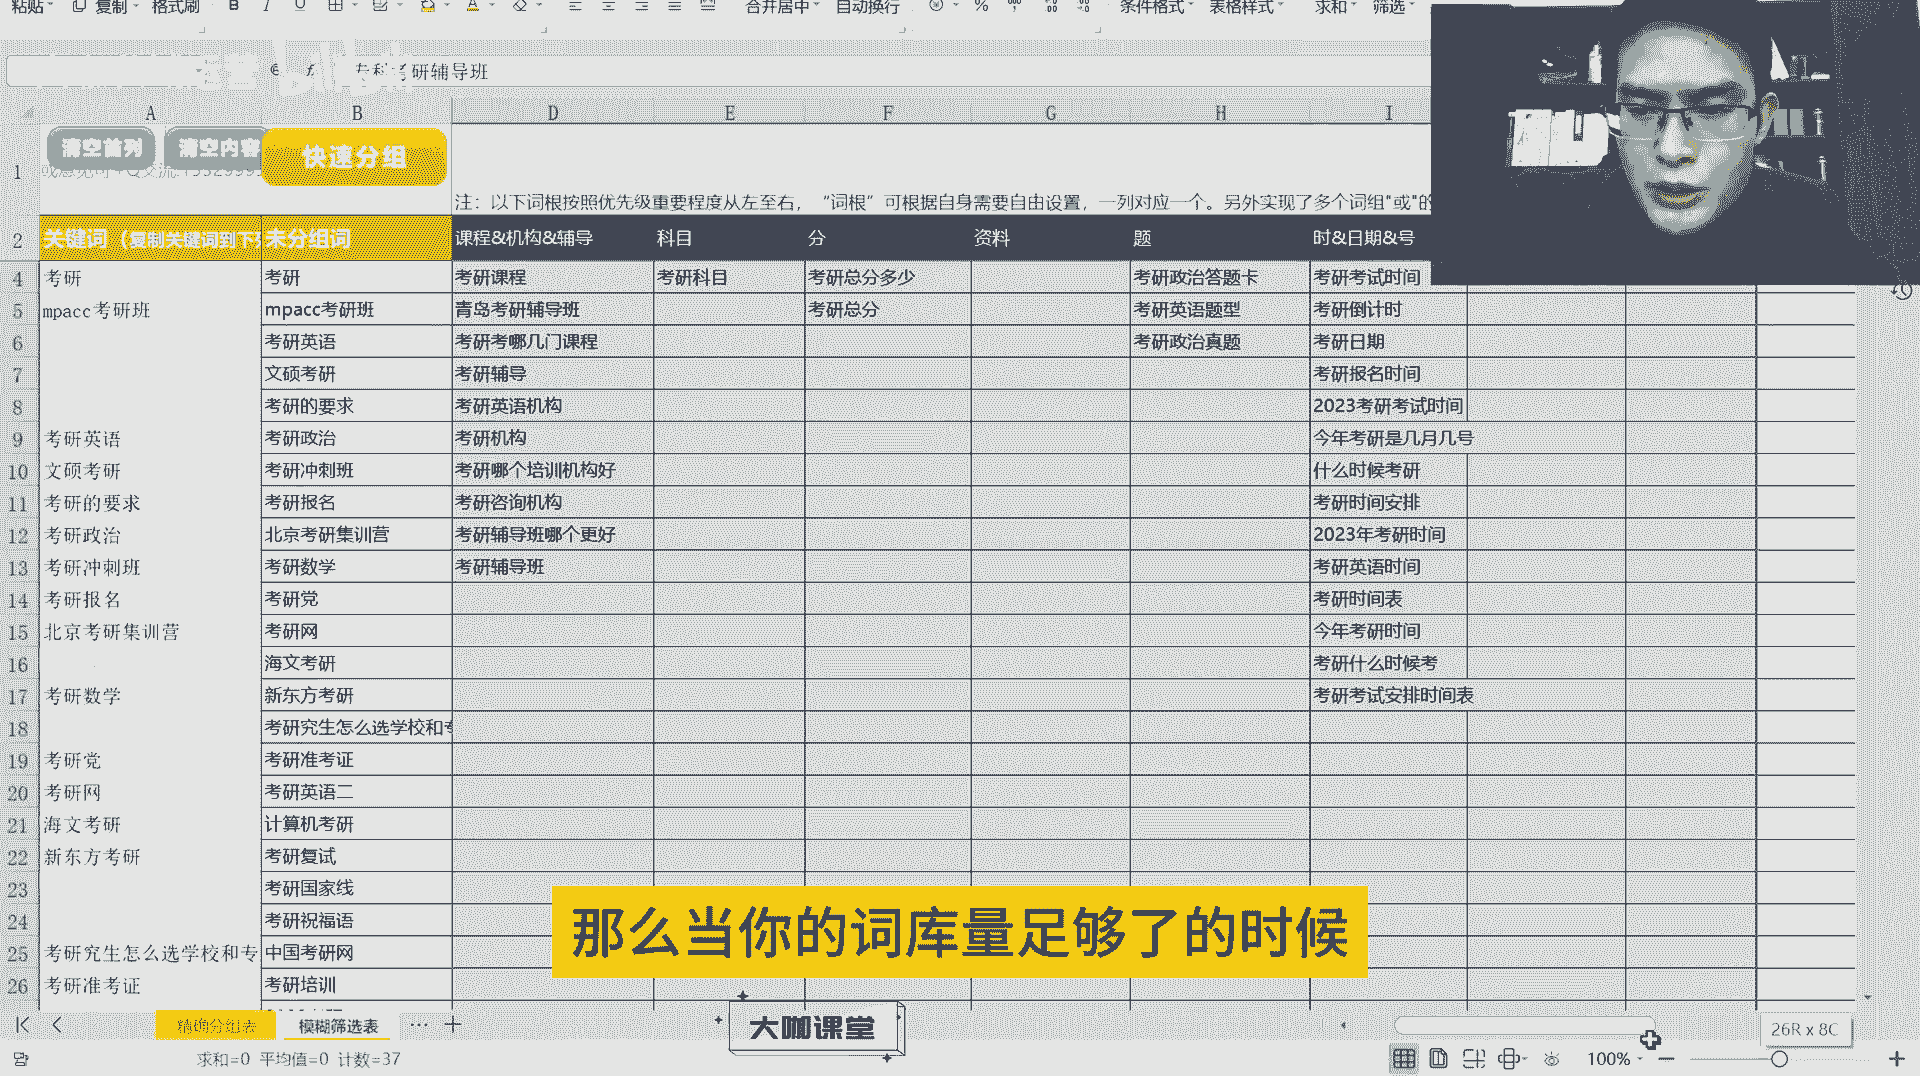 粘贴 复制 格式刷 B I U 合并居中 自动换行 % 条件格式 表格样式 求和 筛选
专科考研辅导班
A B D E F G H I
清空首列 清空内容 快速分组
1
注：以下词根按照优先级重要程度从左至右， “词根”可根据自身需要自由设置，一列对应一个。另外实现了多个词组"或"的
2 关键词（复制关键词到下列 未分组词 课程&机构&辅导 科目 分 资料 题 时&日期&号
4 考研 考研 考研课程 考研科目 考研总分多少 考研政治答题卡 考研考试时间
5 mpacc考研班 mpacc考研班 青岛考研辅导班 考研总分 考研英语题型 考研倒计时
6 考研英语 考研考哪几门课程 考研政治真题 考研日期
7 文硕考研 考研辅导 考研报名时间
8 考研的要求 考研英语机构 2023考研考试时间
9 考研英语 考研政治 考研机构 今年考研是几月几号
10 文硕考研 考研冲刺班 考研哪个培训机构好 什么时候考研
11 考研的要求 考研报名 考研咨询机构 考研时间安排
12 考研政治 北京考研集训营 考研辅导班哪个更好 2023年考研时间
13 考研冲刺班 考研数学 考研辅导班 考研英语时间
14 考研报名 考研党 考研时间表
15 北京考研集训营 考研网 今年考研时间
16 海文考研 考研什么时候考
17 考研数学 新东方考研 考研考试安排时间表
18 考研究生怎么选学校和专
19 考研党 考研准考证
20 考研网 考研英语二
21 海文考研 计算机考研
22 新东方考研 考研复试
23 考研国家线
24 考研祝福语
25 考研究生怎么选学校和专 中国考研网
26 考研准考证 考研培训
那么当你的词库量足够了的时候
精确分组表 模糊筛选表 ··· +
大咖课堂
26R x 8C
求和=0 平均值=0 计数=37
100%